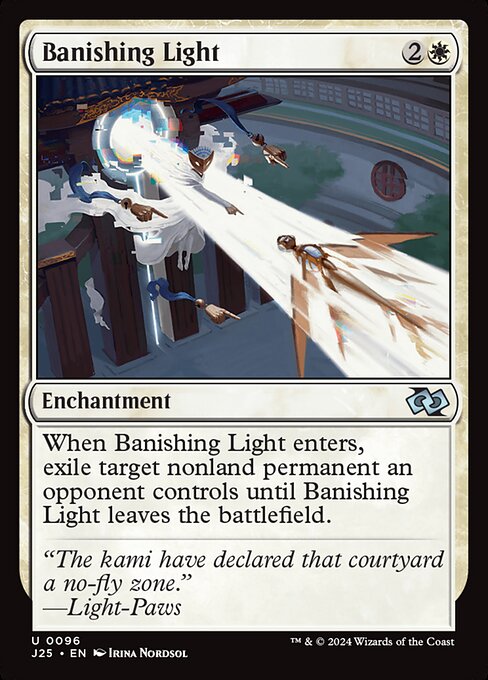 Banishing Light 2
Enchantment
When Banishing Light enters,
exile target nonland permanent an
opponent controls until Banishing
Light leaves the battlefield.
“The kami have declared that courtyard
a no-fly zone.”
—Light-Paws
U 0096
J25 • EN Irina Nordsol
™ & © 2024 Wizards of the Coast